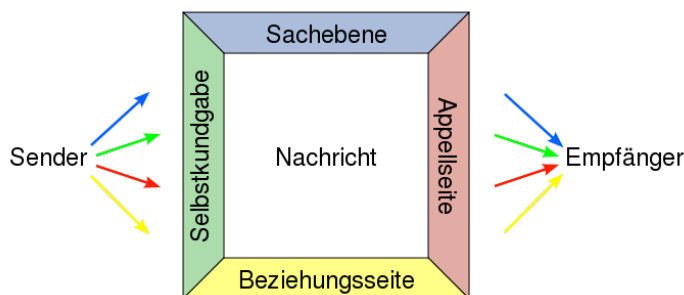 Sachebene
Selbstkundgabe
Appellseite
Sender
Nachricht
Empfänger
Beziehungsseite